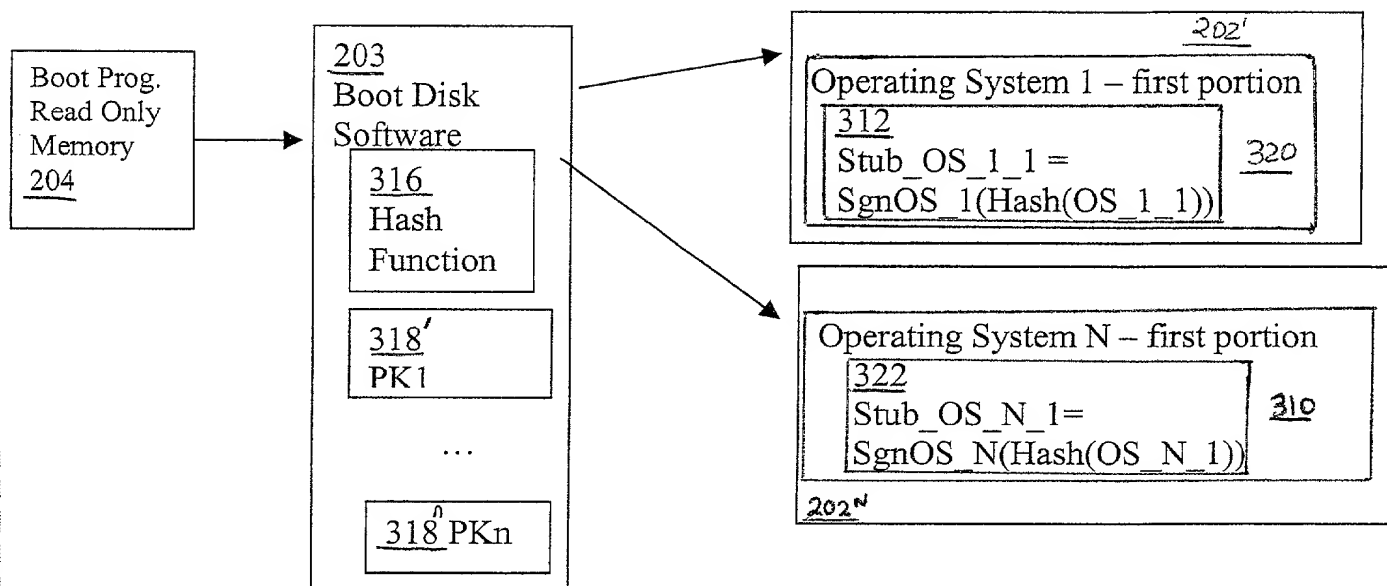 Boot Prog.
Read Only
Memory
204
203
Boot Disk
Software
316
Hash
Function
318'
PK1
...
318ⁿ PKn
202'
Operating System 1 – first portion
312
Stub_OS_1_1 =
SgnOS_1(Hash(OS_1_1))
320
Operating System N – first portion
322
Stub_OS_N_1=
SgnOS_N(Hash(OS_N_1))
310
202ᴺ